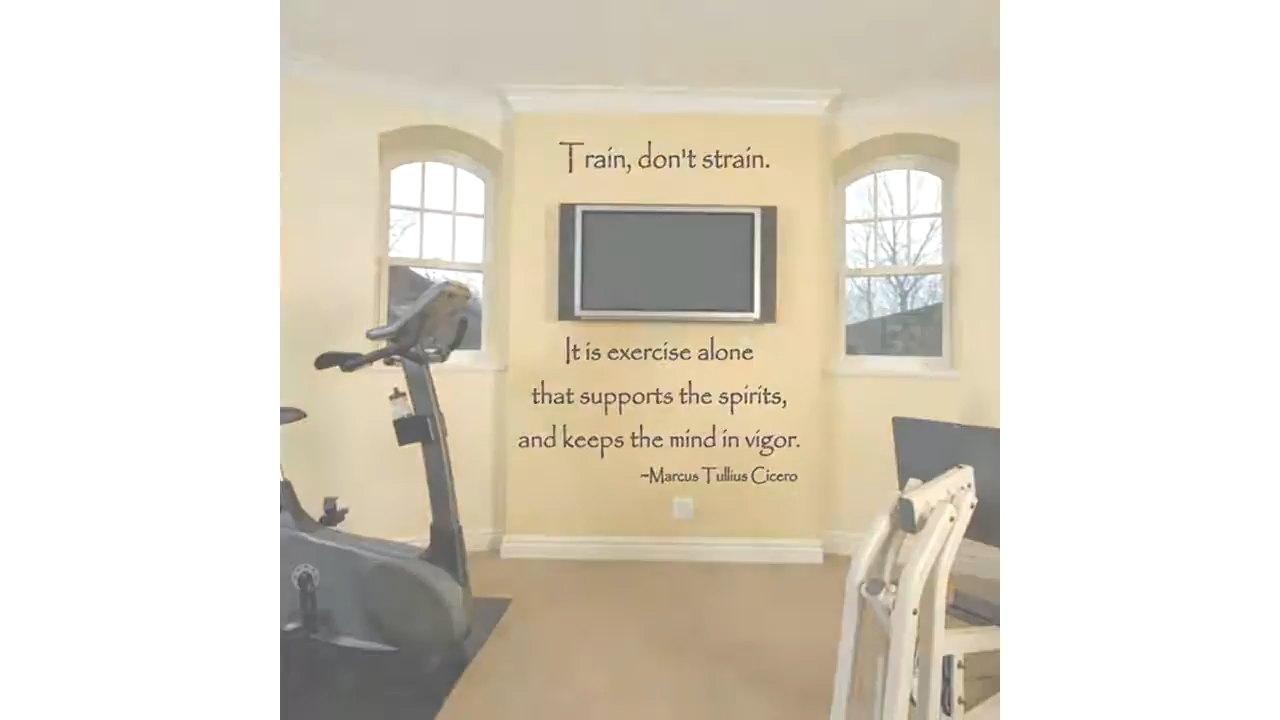 Train, don't strain.
It is exercise alone
that supports the spirits,
and keeps the mind in vigor.
~Marcus Tullius Cicero